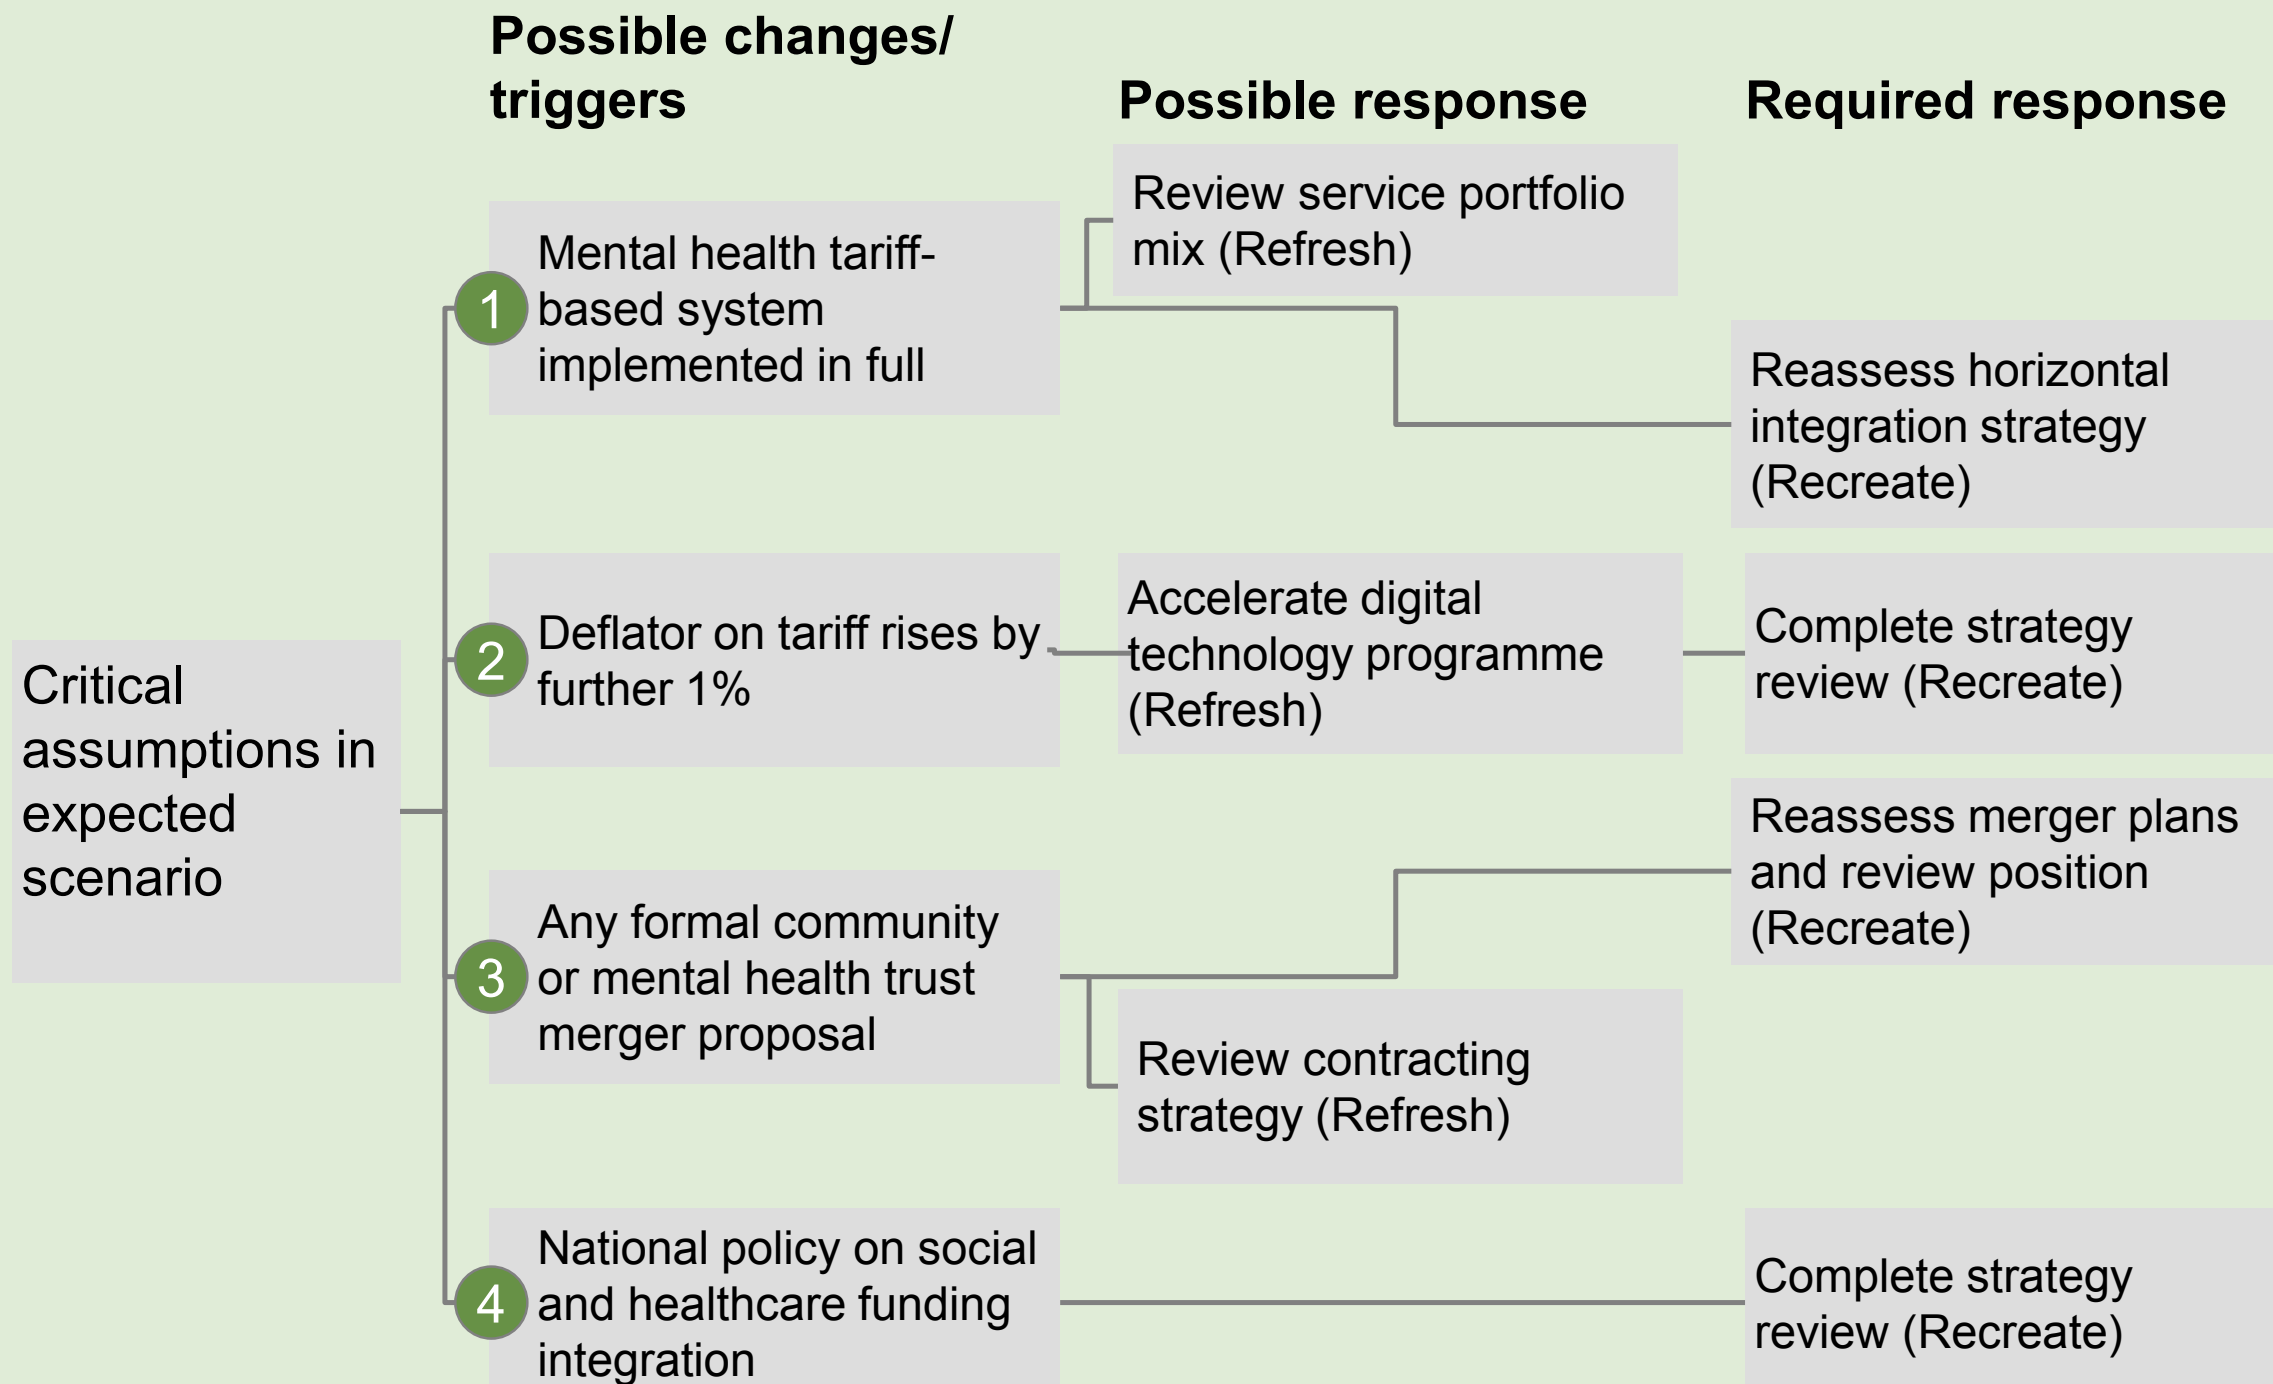 Possible changes/
triggers
Possible response
Required response
Critical
assumptions in
expected
scenario
1
Mental health tariff-
based system
implemented in full
Review service portfolio
mix (Refresh)
Reassess horizontal
integration strategy
(Recreate)
2
Deflator on tariff rises by
further 1%
Accelerate digital
technology programme
(Refresh)
Complete strategy
review (Recreate)
3
Any formal community
or mental health trust
merger proposal
Reassess merger plans
and review position
(Recreate)
Review contracting
strategy (Refresh)
4
National policy on social
and healthcare funding
integration
Complete strategy
review (Recreate)